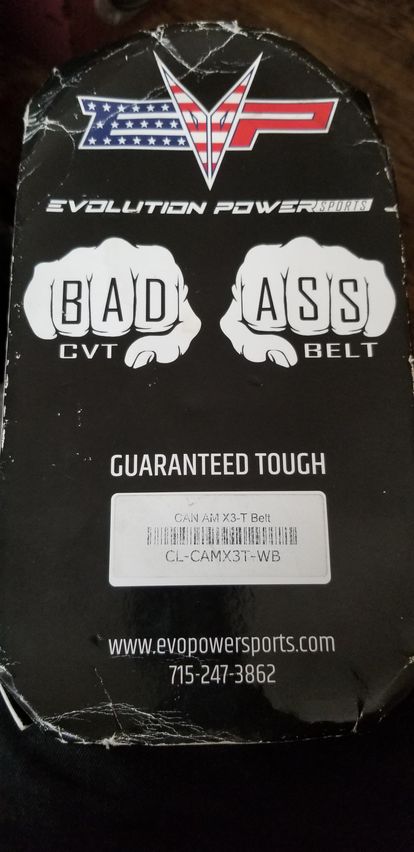 EVP
EVOLUTION POWERSPORTS
BAD ASS
CVT BELT
GUARANTEED TOUGH
CAN AM X3-T Belt
CL-CAMX3T-WB
www.evopowersports.com
715-247-3862